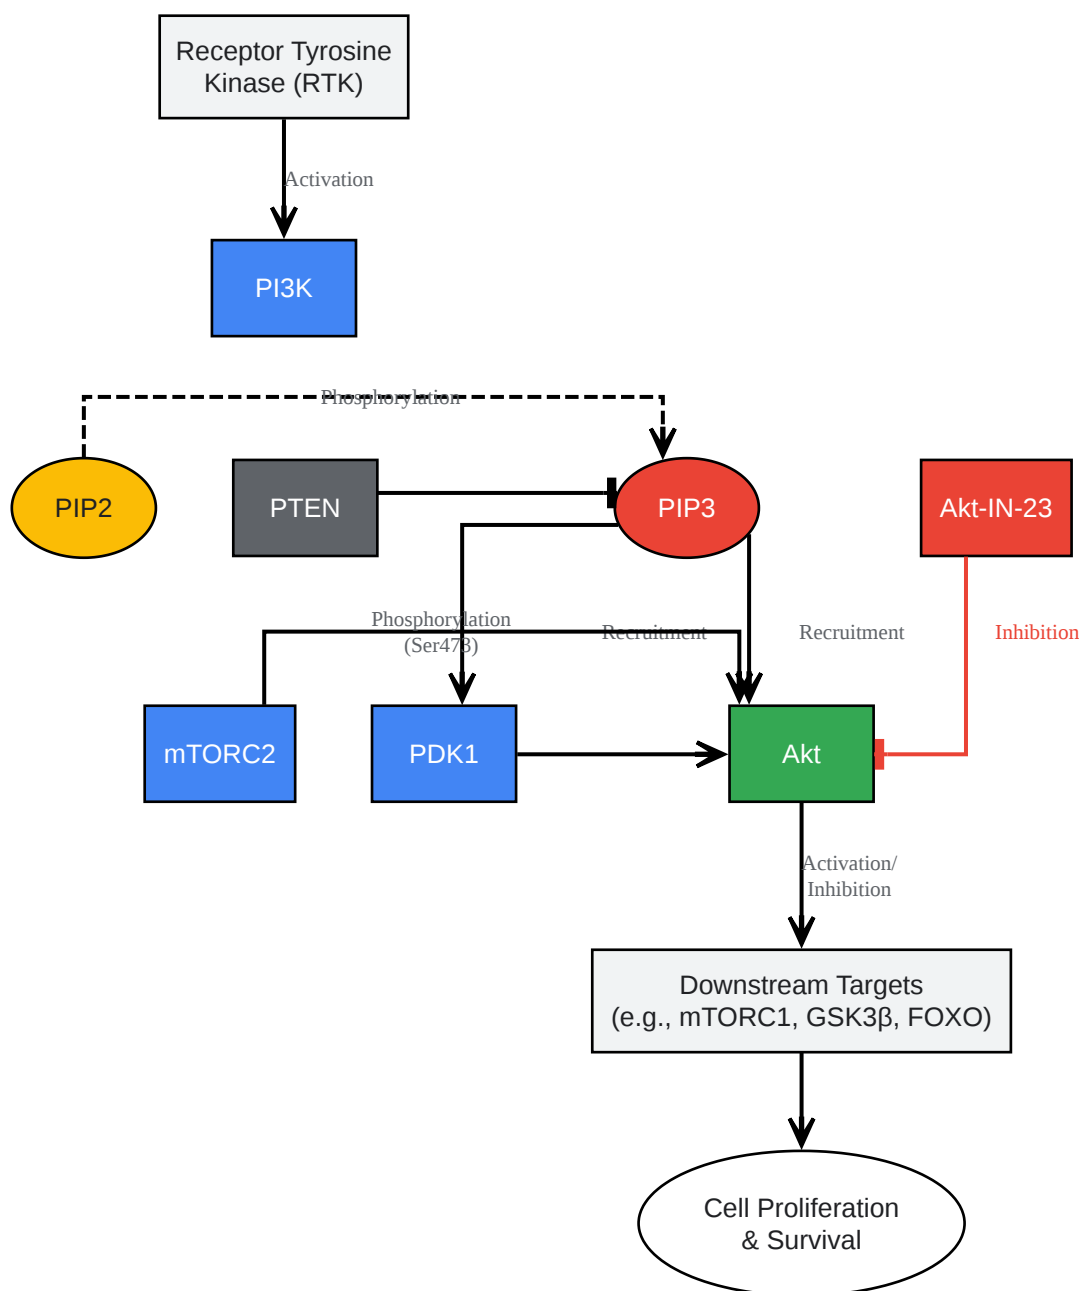 Receptor Tyrosine
Kinase (RTK)
Activation
PI3K
Phosphorylation
PIP2
PTEN
PIP3
Akt-IN-23
Phosphorylation
(Ser473)
Recruitment
Recruitment
Inhibition
mTORC2
PDK1
Akt
Activation/
Inhibition
Downstream Targets
(e.g., mTORC1, GSK3β, FOXO)
Cell Proliferation
& Survival